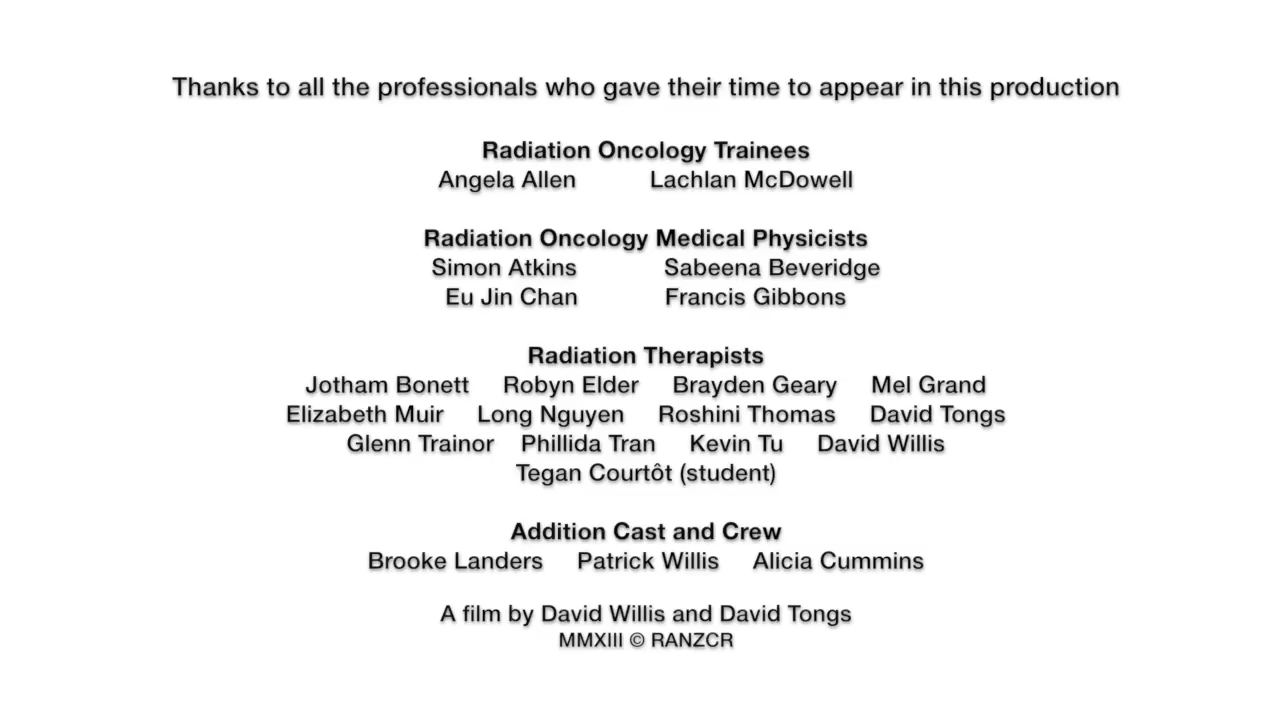 Thanks to all the professionals who gave their time to appear in this production
Radiation Oncology Trainees
Angela Allen Lachlan McDowell
Radiation Oncology Medical Physicists
Simon Atkins Sabeena Beveridge
Eu Jin Chan Francis Gibbons
Radiation Therapists
Jotham Bonett Robyn Elder Brayden Geary Mel Grand
Elizabeth Muir Long Nguyen Roshini Thomas David Tongs
Glenn Trainor Phillida Tran Kevin Tu David Willis
Tegan Courtôt (student)
Addition Cast and Crew
Brooke Landers Patrick Willis Alicia Cummins
A film by David Willis and David Tongs
MMXIII © RANZCR